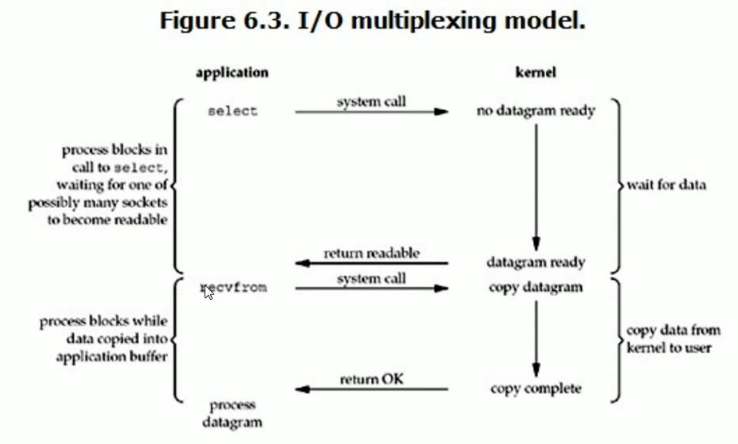 Figure 6.3. I/O multiplexing model.
application
kernel
select
system call
no datagram ready
process blocks in
call to select,
waiting for one of
possibly many sockets
to become readable
wait for data
return readable
datagram ready
recvfrom
system call
copy datagram
process blocks while
data copied into
application buffer
copy data from
kernel to user
return OK
copy complete
process
datagram